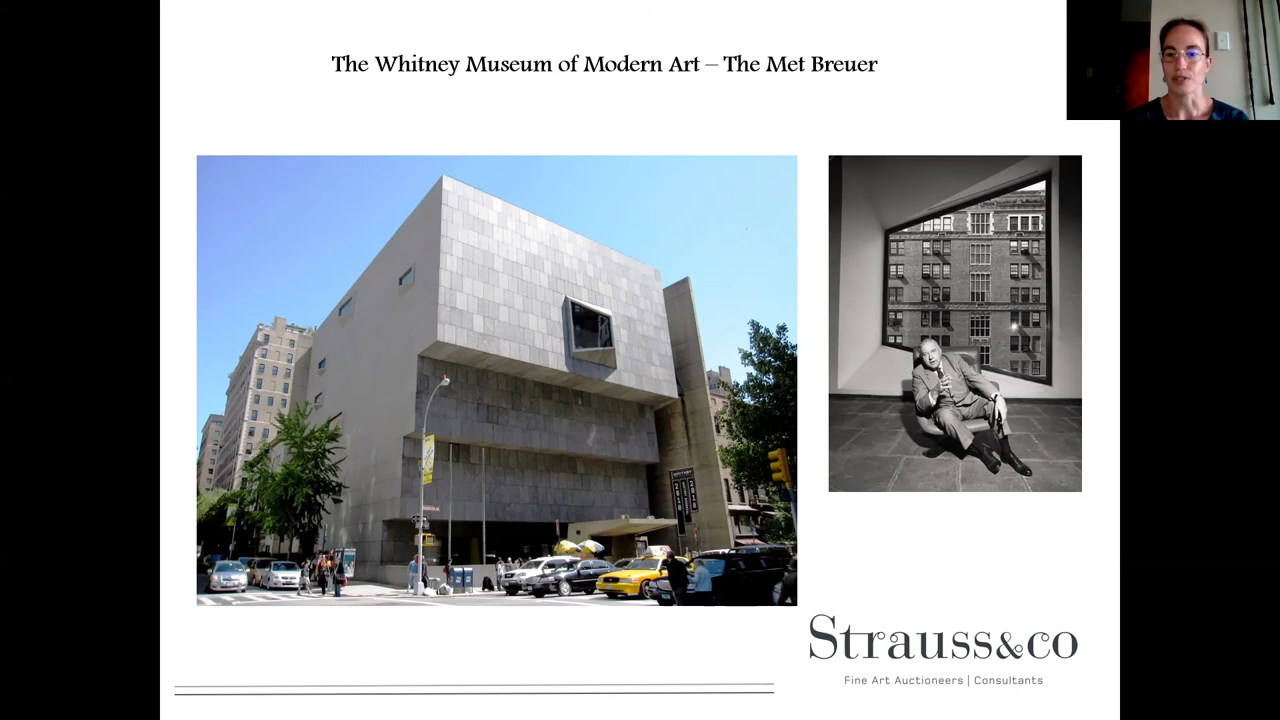 The Whitney Museum of Modern Art – The Met Breuer
Strauss&co
Fine Art Auctioneers | Consultants